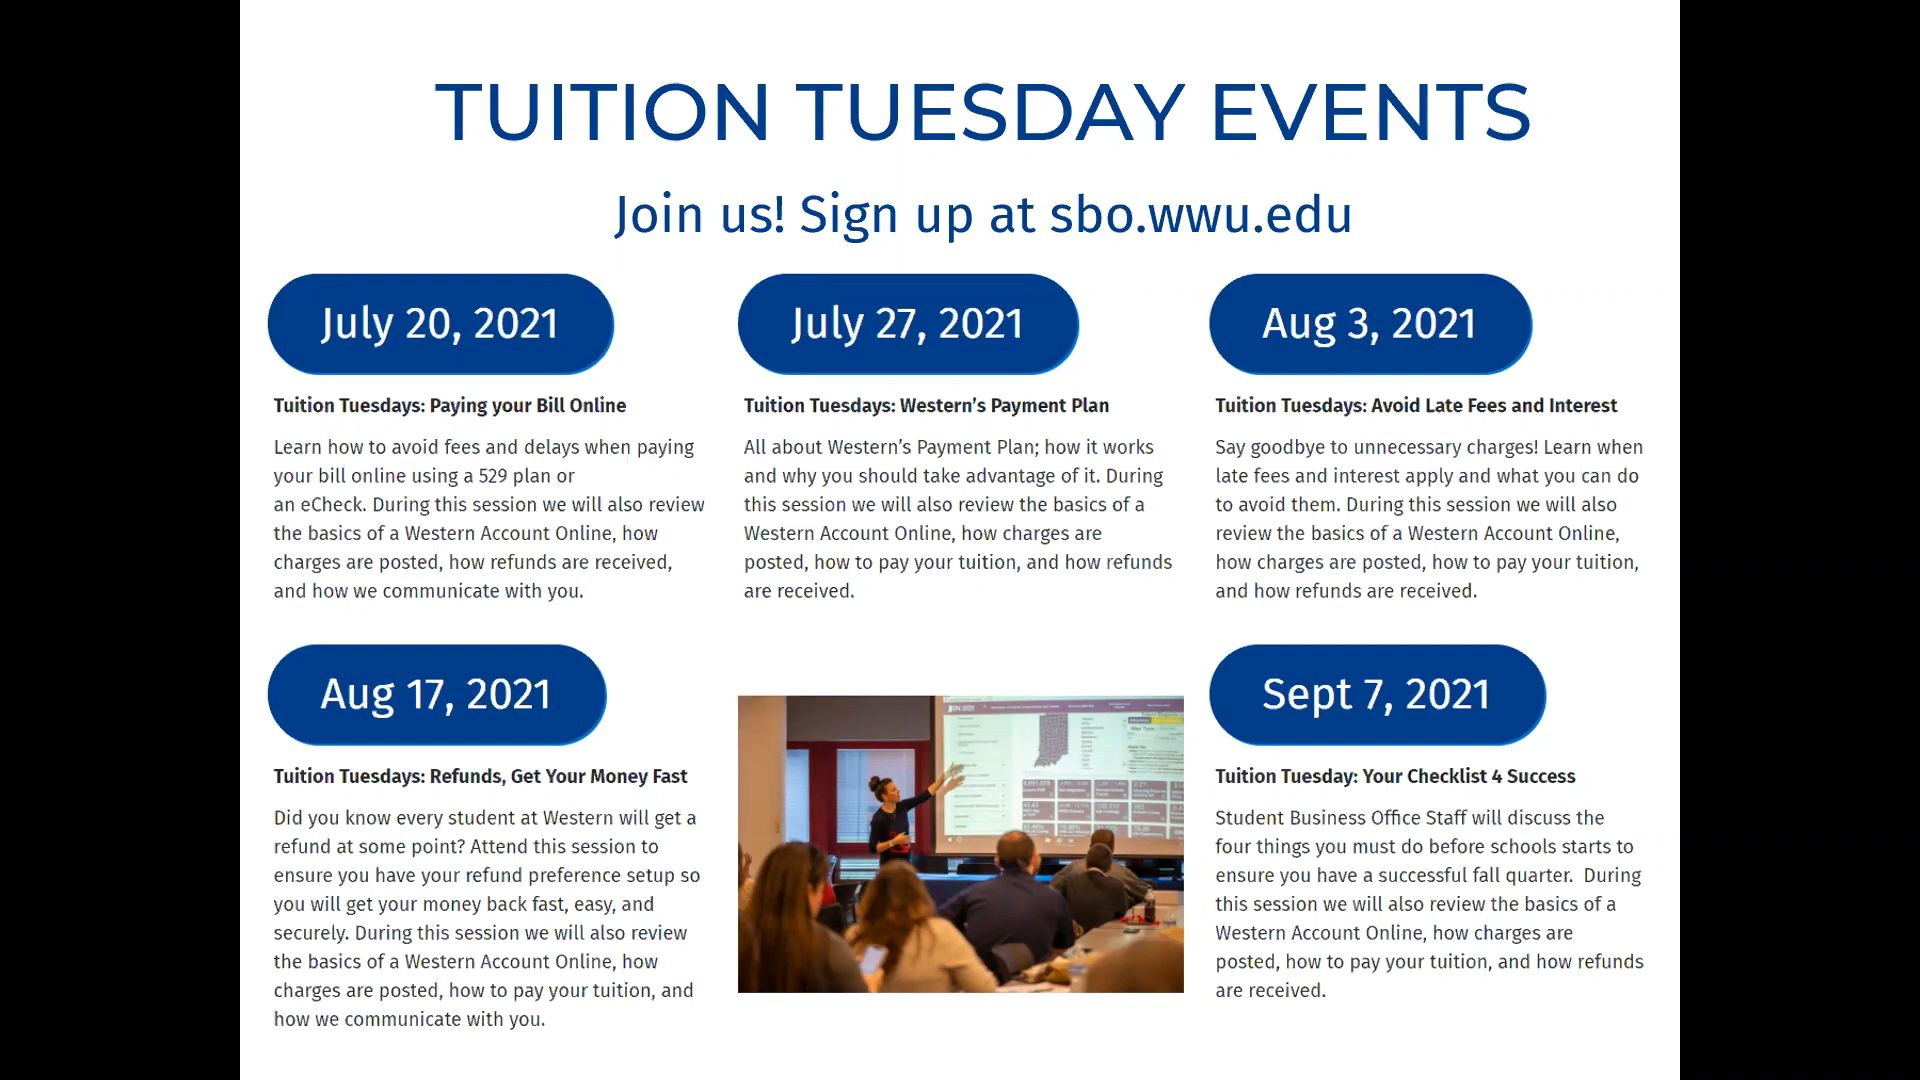 TUITION TUESDAY EVENTS
Join us! Sign up at sbo.wwu.edu
July 20, 2021
Tuition Tuesdays: Paying your Bill Online
Learn how to avoid fees and delays when paying
your bill online using a 529 plan or
an eCheck. During this session we will also review
the basics of a Western Account Online, how
charges are posted, how refunds are received,
and how we communicate with you.
July 27, 2021
Tuition Tuesdays: Western’s Payment Plan
All about Western’s Payment Plan; how it works
and why you should take advantage of it. During
this session we will also review the basics of a
Western Account Online, how charges are
posted, how to pay your tuition, and how refunds
are received.
Aug 3, 2021
Tuition Tuesdays: Avoid Late Fees and Interest
Say goodbye to unnecessary charges! Learn when
late fees and interest apply and what you can do
to avoid them. During this session we will also
review the basics of a Western Account Online,
how charges are posted, how to pay your tuition,
and how refunds are received.
Aug 17, 2021
Tuition Tuesdays: Refunds, Get Your Money Fast
Did you know every student at Western will get a
refund at some point? Attend this session to
ensure you have your refund preference setup so
you will get your money back fast, easy, and
securely. During this session we will also review
the basics of a Western Account Online, how
charges are posted, how to pay your tuition, and
how we communicate with you.
Sept 7, 2021
Tuition Tuesday: Your Checklist 4 Success
Student Business Office Staff will discuss the
four things you must do before schools starts to
ensure you have a successful fall quarter.  During
this session we will also review the basics of a
Western Account Online, how charges are
posted, how to pay your tuition, and how refunds
are received.